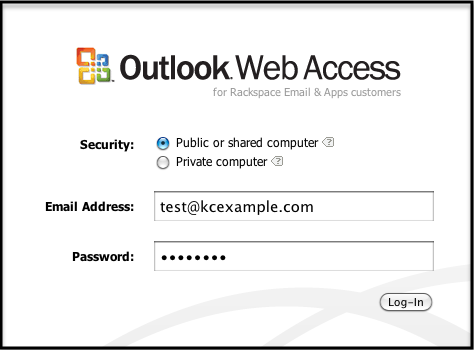 Outlook Web Access
for Rackspace Email & Apps customers
Security: Public or shared computer ?
Private computer ?
Email Address: test@kcexample.com
Password: ••••••••
Log-In